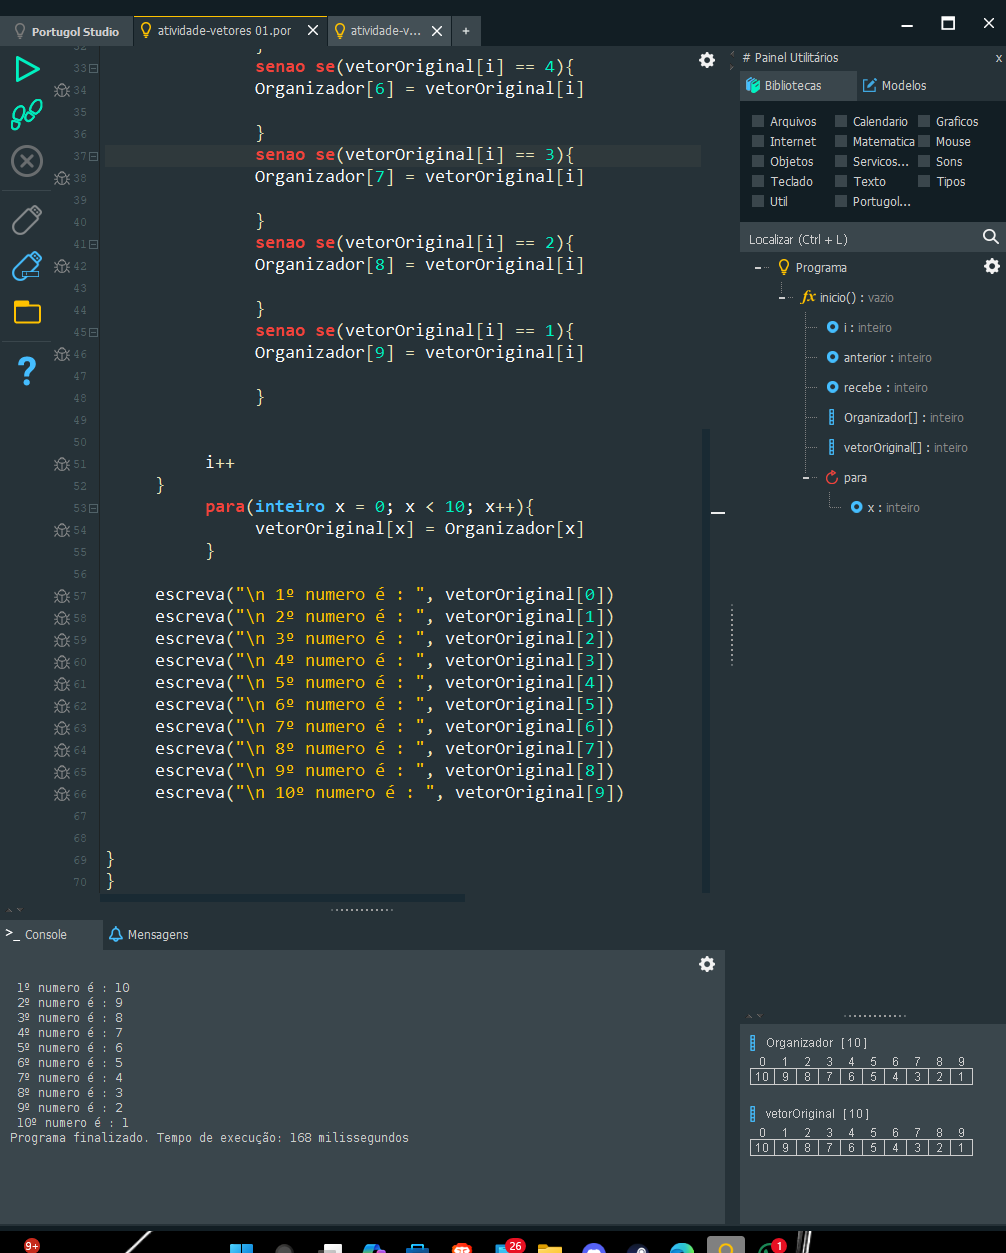 Portugol Studio
atividade-vetores 01.por
atividade-v...
+
# Painel Utilitários
x
Bibliotecas
Modelos
Arquivos Calendario Graficos
Internet Matematica Mouse
Objetos Servicos... Sons
Teclado Texto Tipos
Util Portugol...
Localizar (Ctrl + L)
Programa
inicio() : vazio
i : inteiro
anterior : inteiro
recebe : inteiro
Organizador[] : inteiro
vetorOriginal[] : inteiro
para
x : inteiro
32 }
33 senao se(vetorOriginal[i] == 4){
34 Organizador[6] = vetorOriginal[i]
35
36 }
37 senao se(vetorOriginal[i] == 3){
38 Organizador[7] = vetorOriginal[i]
39
40 }
41 senao se(vetorOriginal[i] == 2){
42 Organizador[8] = vetorOriginal[i]
43
44 }
45 senao se(vetorOriginal[i] == 1){
46 Organizador[9] = vetorOriginal[i]
47
48 }
49
50
51 i++
52 }
53 para(inteiro x = 0; x < 10; x++){
54 vetorOriginal[x] = Organizador[x]
55 }
56
57 escreva("\n 1º numero é : ", vetorOriginal[0])
58 escreva("\n 2º numero é : ", vetorOriginal[1])
59 escreva("\n 3º numero é : ", vetorOriginal[2])
60 escreva("\n 4º numero é : ", vetorOriginal[3])
61 escreva("\n 5º numero é : ", vetorOriginal[4])
62 escreva("\n 6º numero é : ", vetorOriginal[5])
63 escreva("\n 7º numero é : ", vetorOriginal[6])
64 escreva("\n 8º numero é : ", vetorOriginal[7])
65 escreva("\n 9º numero é : ", vetorOriginal[8])
66 escreva("\n 10º numero é : ", vetorOriginal[9])
67
68
69 }
70 }
>_ Console
Mensagens
1º numero é : 10
2º numero é : 9
3º numero é : 8
4º numero é : 7
5º numero é : 6
6º numero é : 5
7º numero é : 4
8º numero é : 3
9º numero é : 2
10º numero é : 1
Programa finalizado. Tempo de execução: 168 milissegundos
Organizador [10]
0 1 2 3 4 5 6 7 8 9
10 9 8 7 6 5 4 3 2 1
vetorOriginal [10]
0 1 2 3 4 5 6 7 8 9
10 9 8 7 6 5 4 3 2 1
9+
26
1